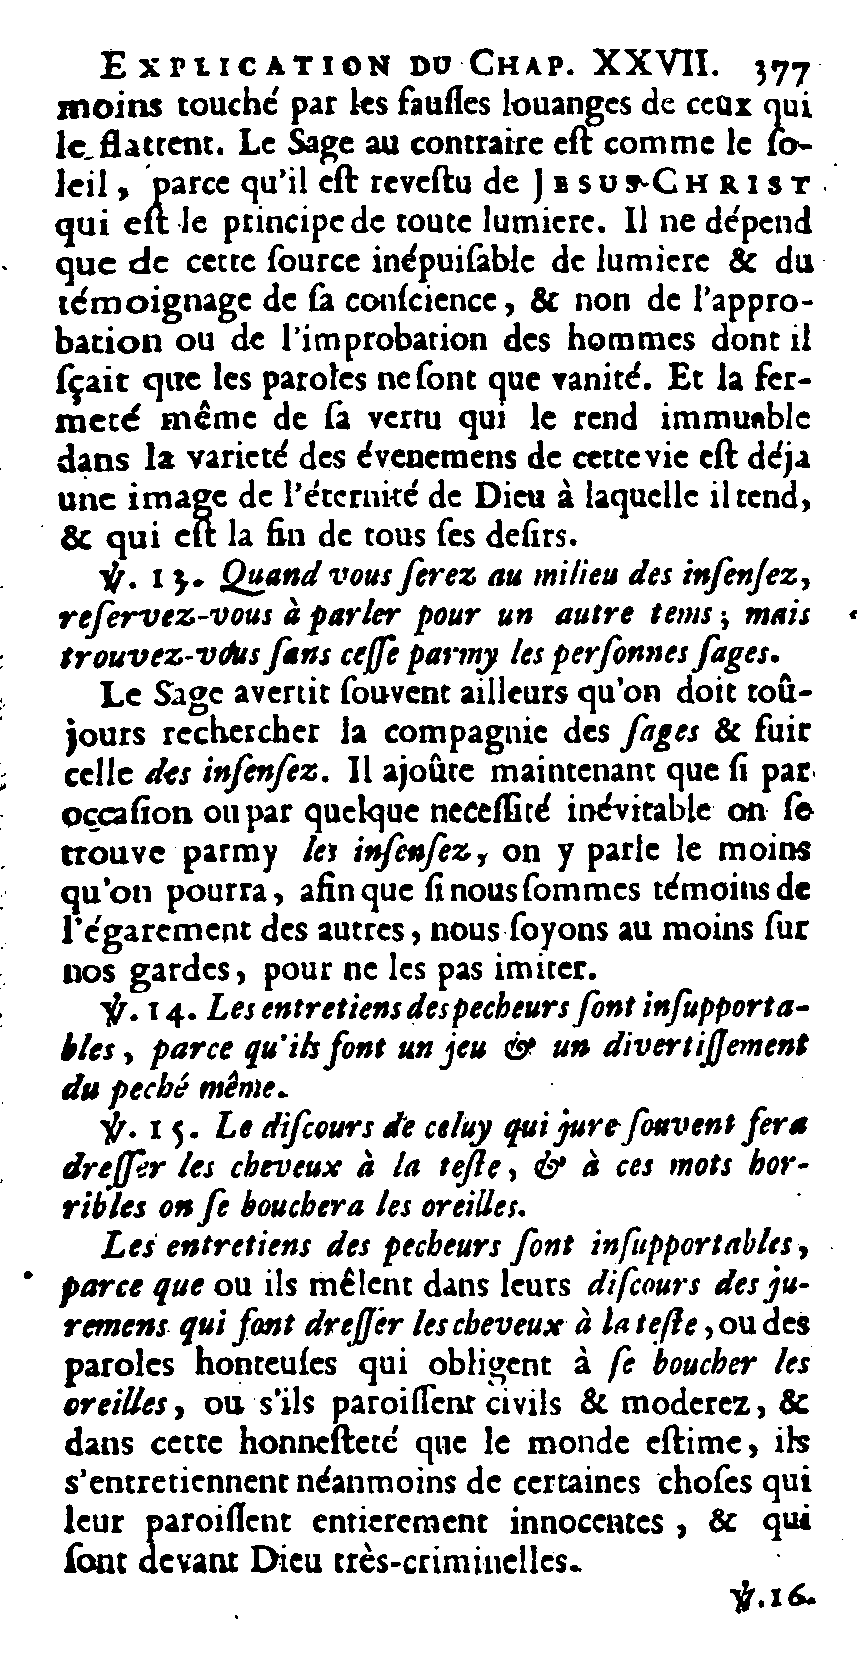 EXPLICATION DU CHAP. XXVII. 377
moins touché par les fausses louanges de ceux qui
le flattent. Le Sage au contraire eſt comme le ſo-
leil, parce qu'il eſt reveſtu de JESUS-CHRIST
qui eſt le principe de toute lumiere. Il ne dépend
que de cette ſource inépuiſable de lumiere & du
témoignage de ſa conſcience, & non de l'appro-
bation ou de l'improbation des hommes dont il
ſçait que les paroles ne ſont que vanité. Et la fer-
meté même de ſa vertu qui le rend immuable
dans la varieté des évenemens de cette vie eſt déja
une image de l'éternité de Dieu à laquelle il tend,
& qui eſt la fin de tous ſes deſirs.
℣. 13. Quand vous ſerez au milieu des inſenſez,
reſervez-vous à parler pour un autre tems; mais
trouvez-vous ſans ceſſe parmy les perſonnes ſages.
Le Sage avertit ſouvent ailleurs qu'on doit toû-
jours rechercher la compagnie des ſages & fuir
celle des inſenſez. Il ajoûte maintenant que ſi par
occaſion ou par quelque neceſſité inévitable on ſe
trouve parmy les inſenſez, on y parle le moins
qu'on pourra, afin que ſi nous ſommes témoins de
l'égarement des autres, nous ſoyons au moins ſur
nos gardes, pour ne les pas imiter.
℣. 14. Les entretiens des pecheurs ſont inſupporta-
bles, parce qu'ils font un jeu & un divertiſſement
du peché même.
℣. 15. Le diſcours de celuy qui jure ſouvent fera
dreſſer les cheveux à la teſte, & à ces mots hor-
ribles on ſe bouchera les oreilles.
Les entretiens des pecheurs ſont inſupportables,
parce que ou ils mêlent dans leurs diſcours des ju-
remens qui font dreſſer les cheveux à la teſte, ou des
paroles honteuſes qui obligent à ſe boucher les
oreilles, ou s'ils paroiſſent civils & moderez, &
dans cette honneſteté que le monde eſtime, ils
s'entretiennent néanmoins de certaines choſes qui
leur paroiſſent entierement innocentes, & qui
ſont devant Dieu très-criminelles.
℣. 16.